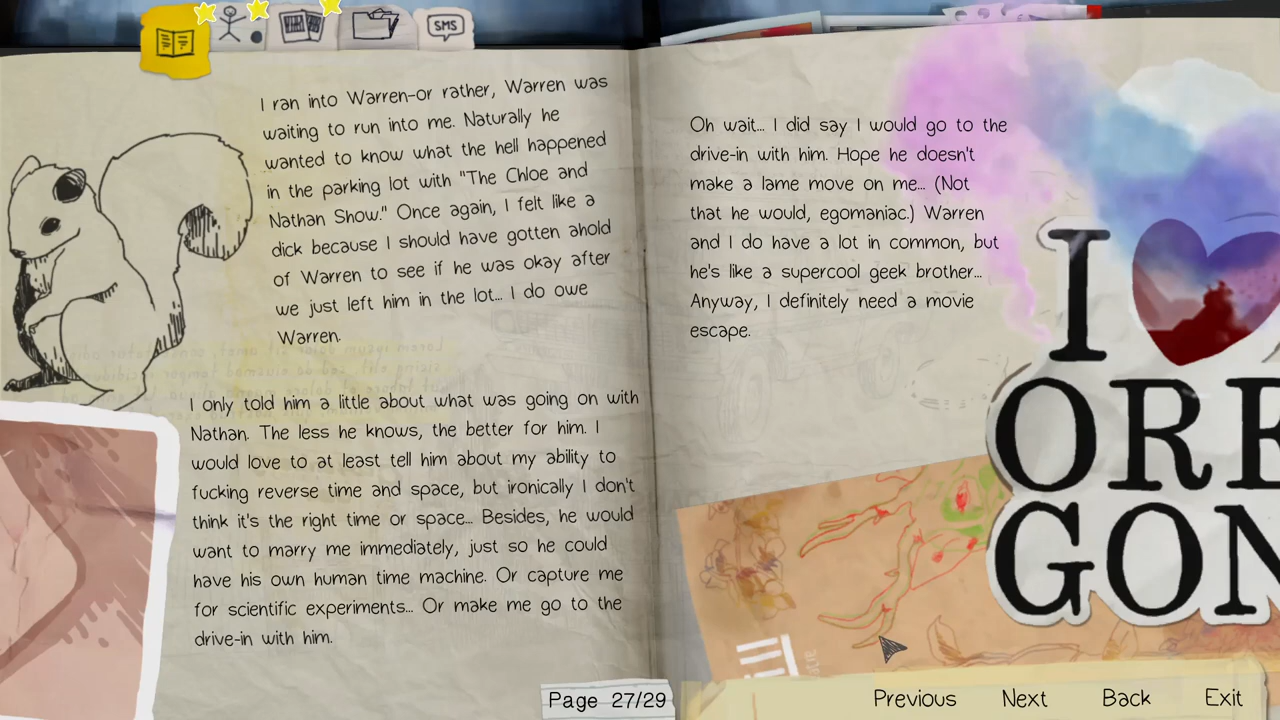 SMS
I ran into Warren-or rather, Warren was
waiting to run into me. Naturally he
wanted to know what the hell happened
in the parking lot with "The Chloe and
Nathan Show." Once again, I felt like a
dick because I should have gotten ahold
of Warren to see if he was okay after
we just left him in the lot... I do owe
Warren.
I only told him a little about what was going on with
Nathan. The less he knows, the better for him. I
would love to at least tell him about my ability to
fucking reverse time and space, but ironically I don't
think it's the right time or space... Besides, he would
want to marry me immediately, just so he could
have his own human time machine. Or capture me
for scientific experiments... Or make me go to the
drive-in with him.
Oh wait... I did say I would go to the
drive-in with him. Hope he doesn't
make a lame move on me... (Not
that he would, egomaniac.) Warren
and I do have a lot in common, but
he's like a supercool geek brother...
Anyway, I definitely need a movie
escape.
I
ORE
GON
Page 27/29
Previous
Next
Back
Exit